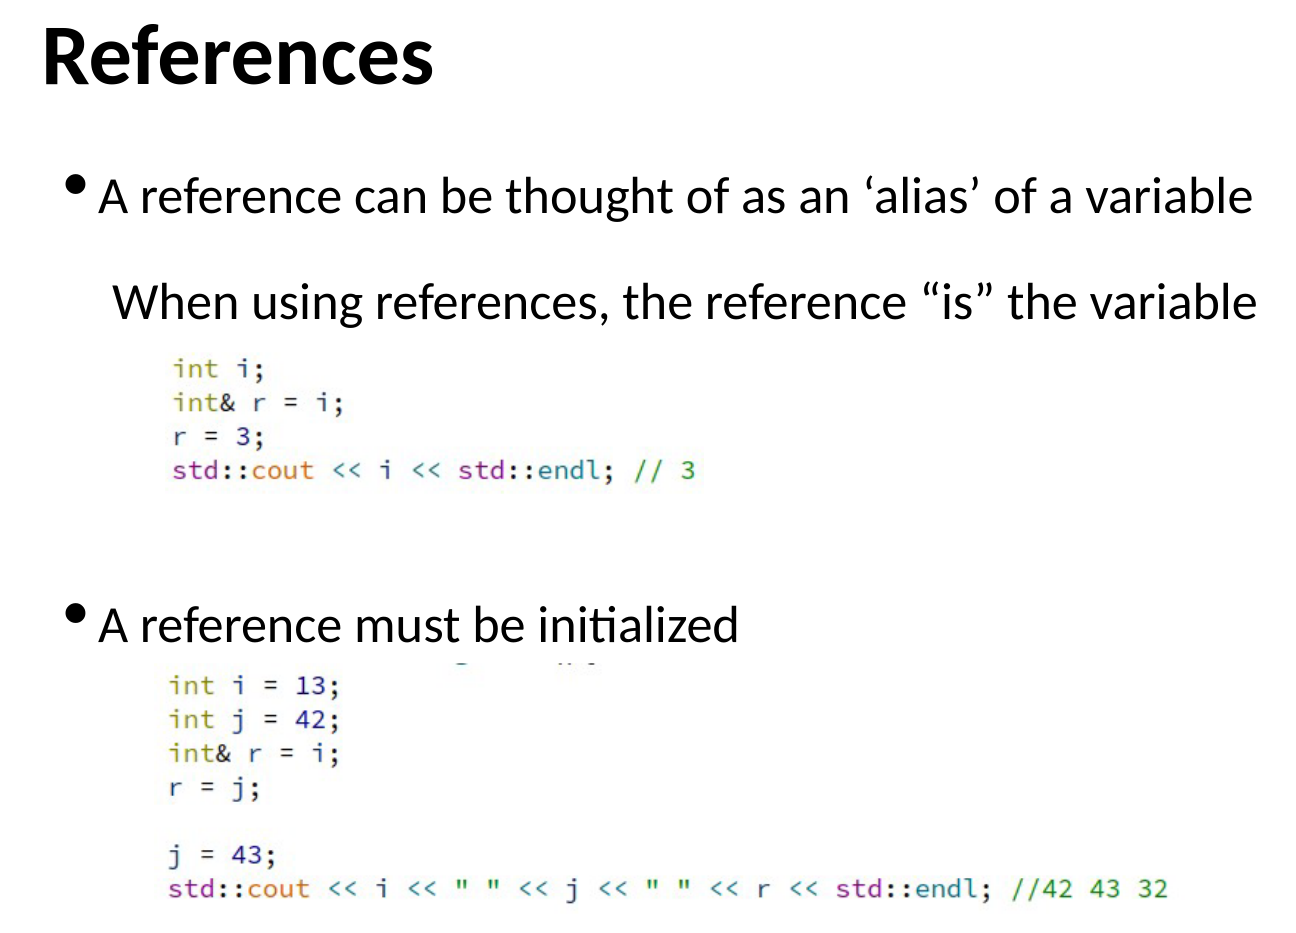 References
• A reference can be thought of as an ‘alias’ of a variable
When using references, the reference “is” the variable
int i;
int& r = i;
r = 3;
std::cout << i << std::endl; // 3
• A reference must be initialized
int i = 13;
int j = 42;
int& r = i;
r = j;
j = 43;
std::cout << i << " " << j << " " << r << std::endl; //42 43 32